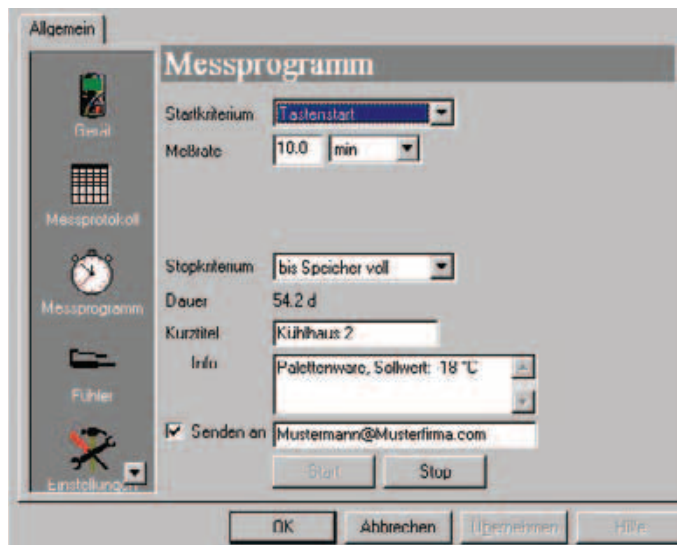 Allgemein
Messprogramm
Gerät
Messprotokoll
Messprogramm
Fühler
Einstellungen
Startkriterium Tastenstart
Meßrate 10.0 min
Stopkriterium bis Speicher voll
Dauer 54.2 d
Kurztitel Kühlhaus 2
Info Palettenware, Sollwert: -18 °C
Senden an Mustermann@Musterfirma.com
Start Stop
OK Abbrechen Übernehmen Hilfe